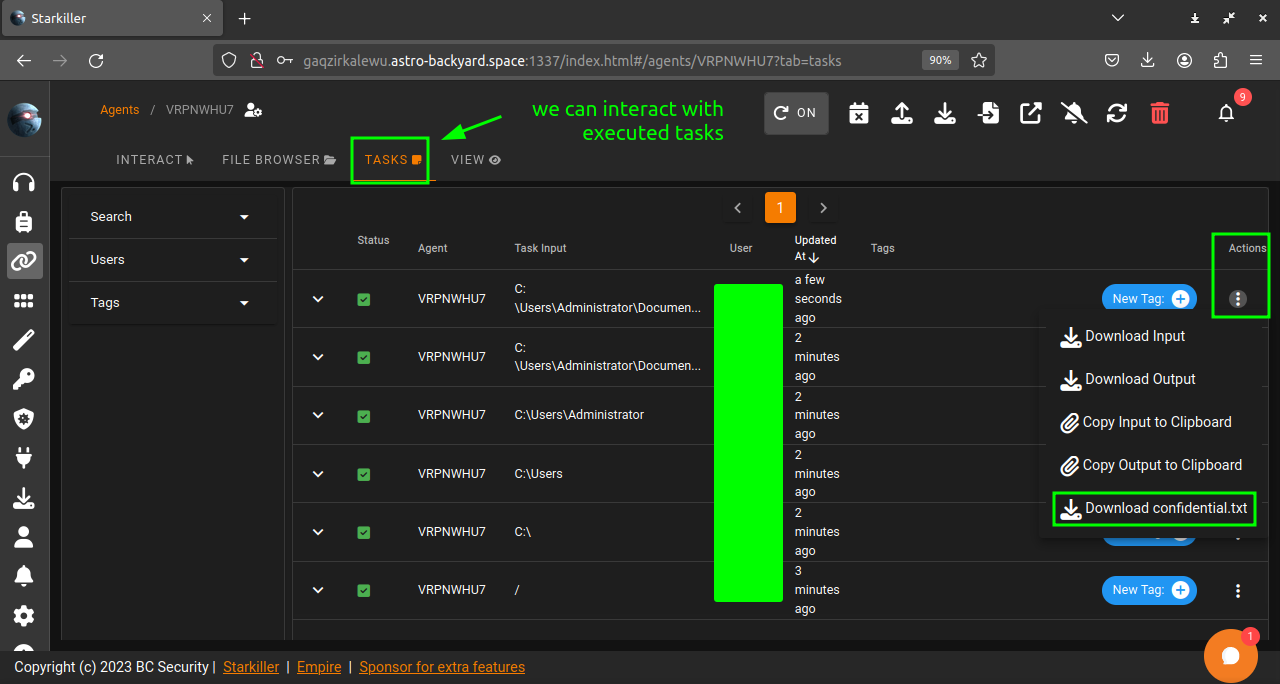 Starkiller
gaqzirkalewu.astro-backyard.space:1337/index.html#/agents/VRPNWHU7?tab=tasks
90%
Agents / VRPNWHU7
we can interact with
executed tasks
ON
9
INTERACT
FILE BROWSER
TASKS
VIEW
Search
Users
Tags
1
Status
Agent
Task Input
User
Updated
At
Tags
Actions
VRPNWHU7
C:
\Users\Administrator\Documen...
a few
seconds
ago
New Tag:
VRPNWHU7
C:
\Users\Administrator\Documen...
2
minutes
ago
VRPNWHU7
C:\Users\Administrator
2
minutes
ago
VRPNWHU7
C:\Users
2
minutes
ago
VRPNWHU7
C:\
2
minutes
ago
VRPNWHU7
/
3
minutes
ago
New Tag:
Download Input
Download Output
Copy Input to Clipboard
Copy Output to Clipboard
Download confidential.txt
Copyright (c) 2023 BC Security | Starkiller | Empire | Sponsor for extra features
1